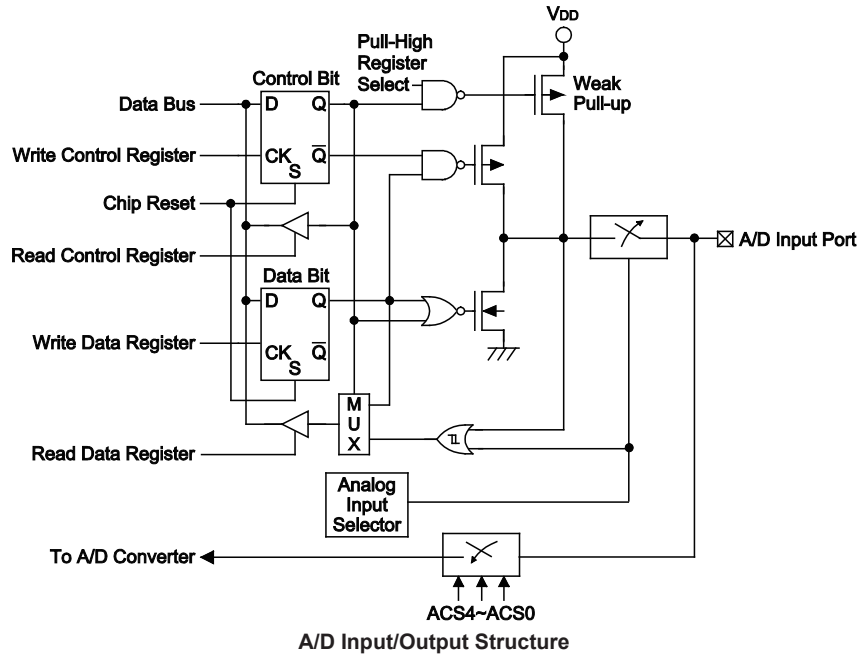 VDD
Pull-High
Register
Select
Control Bit
Weak
Pull-up
Data Bus
D Q
Write Control Register
CK Q
S
Chip Reset
Read Control Register
A/D Input Port
Data Bit
D Q
Write Data Register
CK Q
S
M
U
X
Read Data Register
Analog
Input
Selector
To A/D Converter
ACS4~ACS0
A/D Input/Output Structure